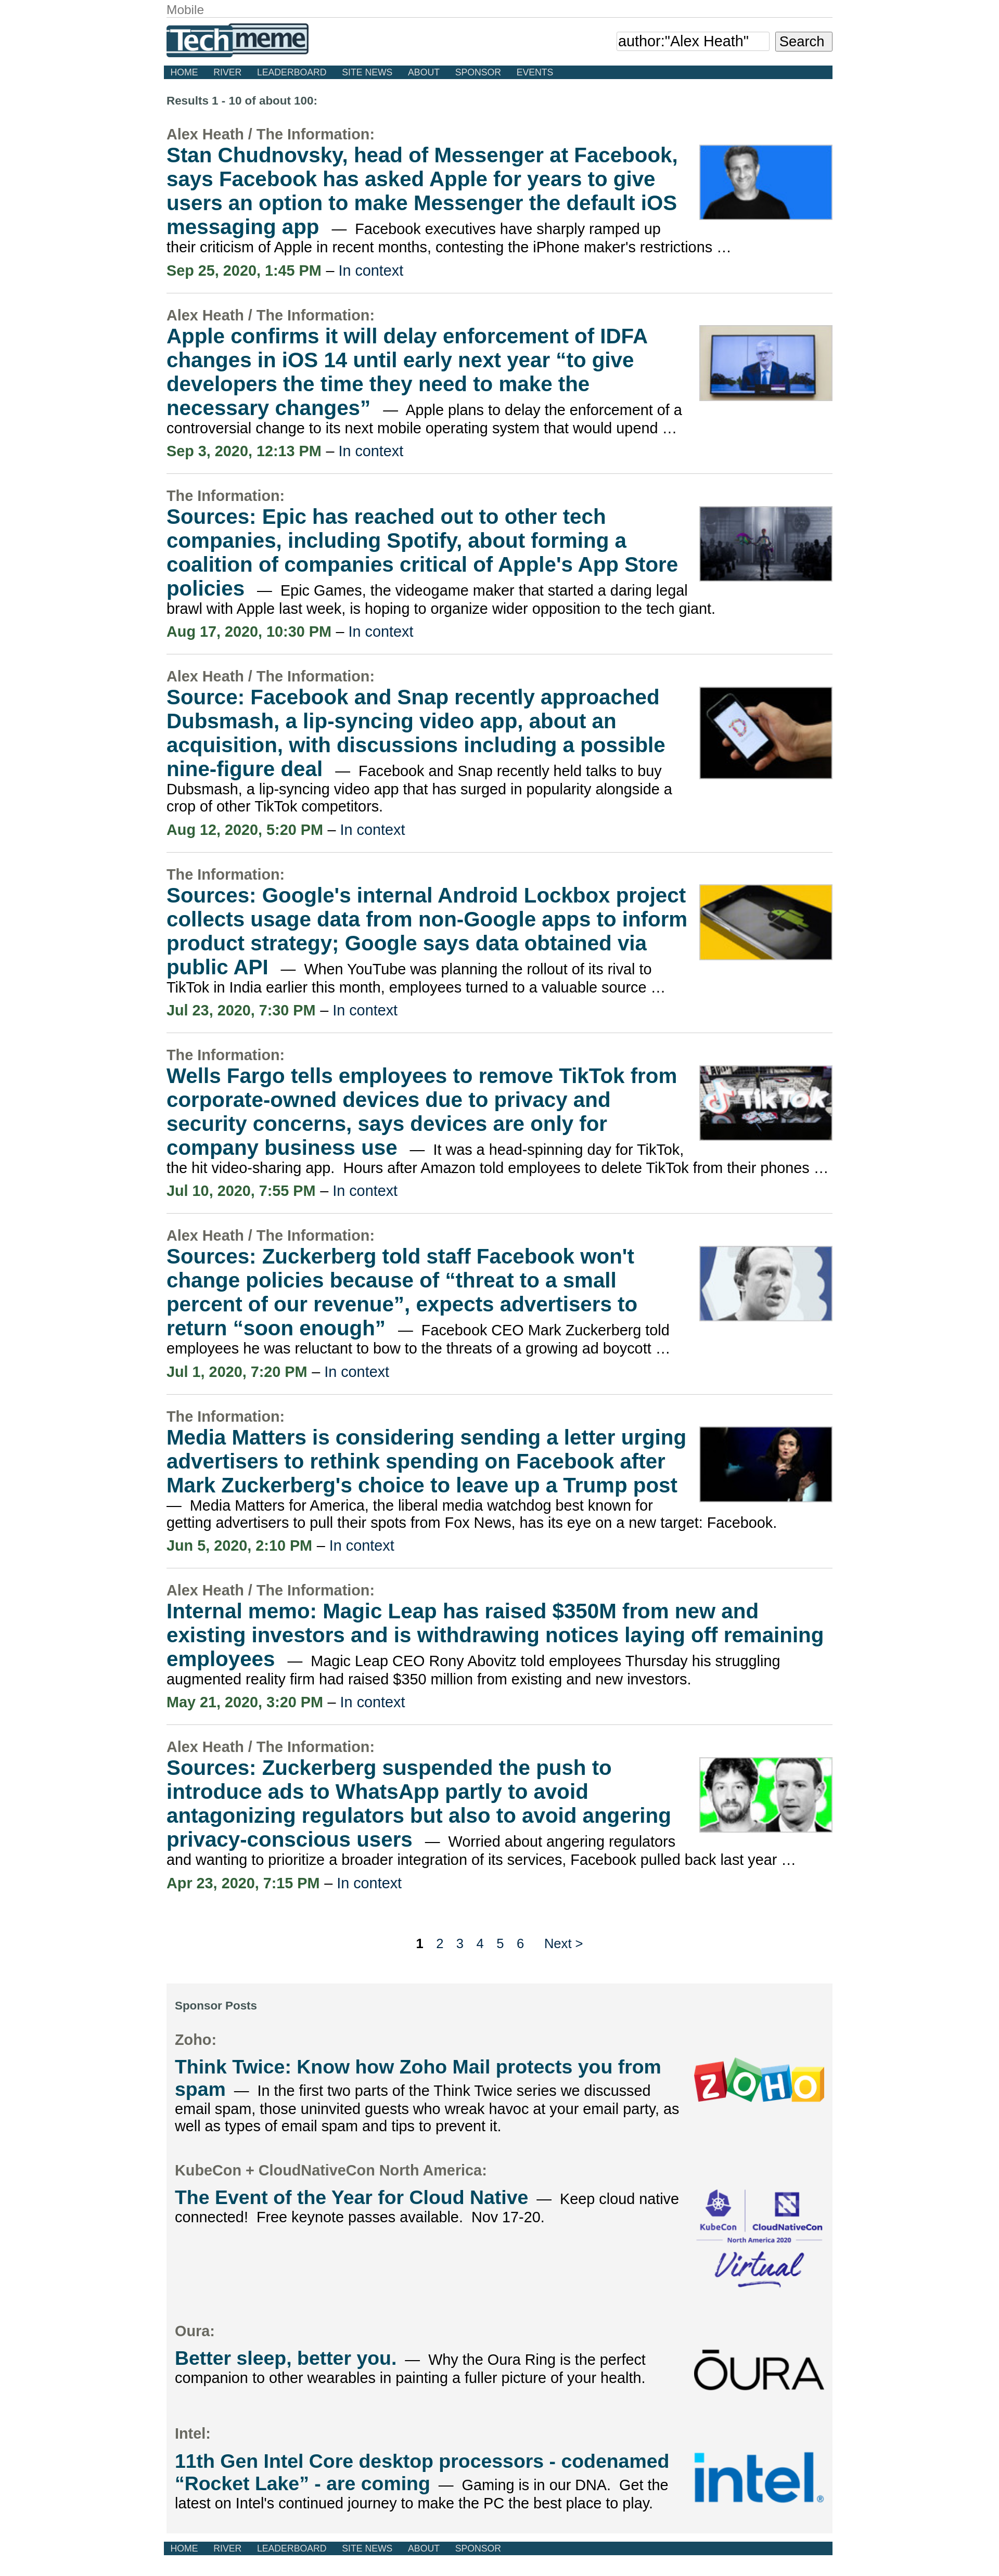 Mobile
Techmeme
author:"Alex Heath"
Search
HOME RIVER LEADERBOARD SITE NEWS ABOUT SPONSOR EVENTS
Results 1 - 10 of about 100:
Alex Heath / The Information:
Stan Chudnovsky, head of Messenger at Facebook,
says Facebook has asked Apple for years to give
users an option to make Messenger the default iOS
messaging app — Facebook executives have sharply ramped up
their criticism of Apple in recent months, contesting the iPhone maker's restrictions …
Sep 25, 2020, 1:45 PM – In context
Alex Heath / The Information:
Apple confirms it will delay enforcement of IDFA
changes in iOS 14 until early next year “to give
developers the time they need to make the
necessary changes” — Apple plans to delay the enforcement of a
controversial change to its next mobile operating system that would upend …
Sep 3, 2020, 12:13 PM – In context
The Information:
Sources: Epic has reached out to other tech
companies, including Spotify, about forming a
coalition of companies critical of Apple's App Store
policies — Epic Games, the videogame maker that started a daring legal
brawl with Apple last week, is hoping to organize wider opposition to the tech giant.
Aug 17, 2020, 10:30 PM – In context
Alex Heath / The Information:
Source: Facebook and Snap recently approached
Dubsmash, a lip-syncing video app, about an
acquisition, with discussions including a possible
nine-figure deal — Facebook and Snap recently held talks to buy
Dubsmash, a lip-syncing video app that has surged in popularity alongside a
crop of other TikTok competitors.
Aug 12, 2020, 5:20 PM – In context
The Information:
Sources: Google's internal Android Lockbox project
collects usage data from non-Google apps to inform
product strategy; Google says data obtained via
public API — When YouTube was planning the rollout of its rival to
TikTok in India earlier this month, employees turned to a valuable source …
Jul 23, 2020, 7:30 PM – In context
The Information:
Wells Fargo tells employees to remove TikTok from
corporate-owned devices due to privacy and
security concerns, says devices are only for
company business use — It was a head-spinning day for TikTok,
the hit video-sharing app. Hours after Amazon told employees to delete TikTok from their phones …
TikTok
Jul 10, 2020, 7:55 PM – In context
Alex Heath / The Information:
Sources: Zuckerberg told staff Facebook won't
change policies because of “threat to a small
percent of our revenue”, expects advertisers to
return “soon enough” — Facebook CEO Mark Zuckerberg told
employees he was reluctant to bow to the threats of a growing ad boycott …
Jul 1, 2020, 7:20 PM – In context
The Information:
Media Matters is considering sending a letter urging
advertisers to rethink spending on Facebook after
Mark Zuckerberg's choice to leave up a Trump post
— Media Matters for America, the liberal media watchdog best known for
getting advertisers to pull their spots from Fox News, has its eye on a new target: Facebook.
Jun 5, 2020, 2:10 PM – In context
Alex Heath / The Information:
Internal memo: Magic Leap has raised $350M from new and
existing investors and is withdrawing notices laying off remaining
employees — Magic Leap CEO Rony Abovitz told employees Thursday his struggling
augmented reality firm had raised $350 million from existing and new investors.
May 21, 2020, 3:20 PM – In context
Alex Heath / The Information:
Sources: Zuckerberg suspended the push to
introduce ads to WhatsApp partly to avoid
antagonizing regulators but also to avoid angering
privacy-conscious users — Worried about angering regulators
and wanting to prioritize a broader integration of its services, Facebook pulled back last year …
Apr 23, 2020, 7:15 PM – In context
1 2 3 4 5 6 Next >
Sponsor Posts
Zoho:
Think Twice: Know how Zoho Mail protects you from
spam — In the first two parts of the Think Twice series we discussed
email spam, those uninvited guests who wreak havoc at your email party, as
well as types of email spam and tips to prevent it.
ZOHO
KubeCon + CloudNativeCon North America:
The Event of the Year for Cloud Native — Keep cloud native
connected! Free keynote passes available. Nov 17-20.
KubeCon CloudNativeCon
North America 2020
Virtual
Oura:
Better sleep, better you. — Why the Oura Ring is the perfect
companion to other wearables in painting a fuller picture of your health.
ŌURA
Intel:
11th Gen Intel Core desktop processors - codenamed
“Rocket Lake” - are coming — Gaming is in our DNA. Get the
latest on Intel's continued journey to make the PC the best place to play.
intel®
HOME RIVER LEADERBOARD SITE NEWS ABOUT SPONSOR